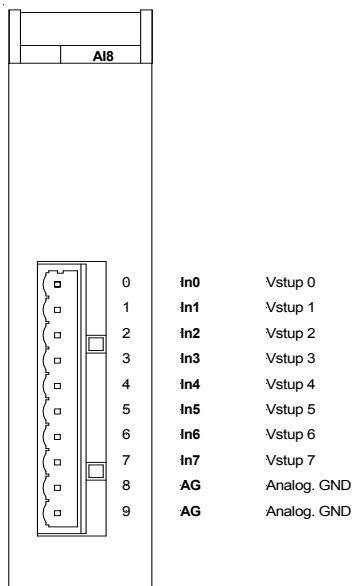 AI8
0 In0 Vstup 0
1 In1 Vstup 1
2 In2 Vstup 2
3 In3 Vstup 3
4 In4 Vstup 4
5 In5 Vstup 5
6 In6 Vstup 6
7 In7 Vstup 7
8 AG Analog. GND
9 AG Analog. GND